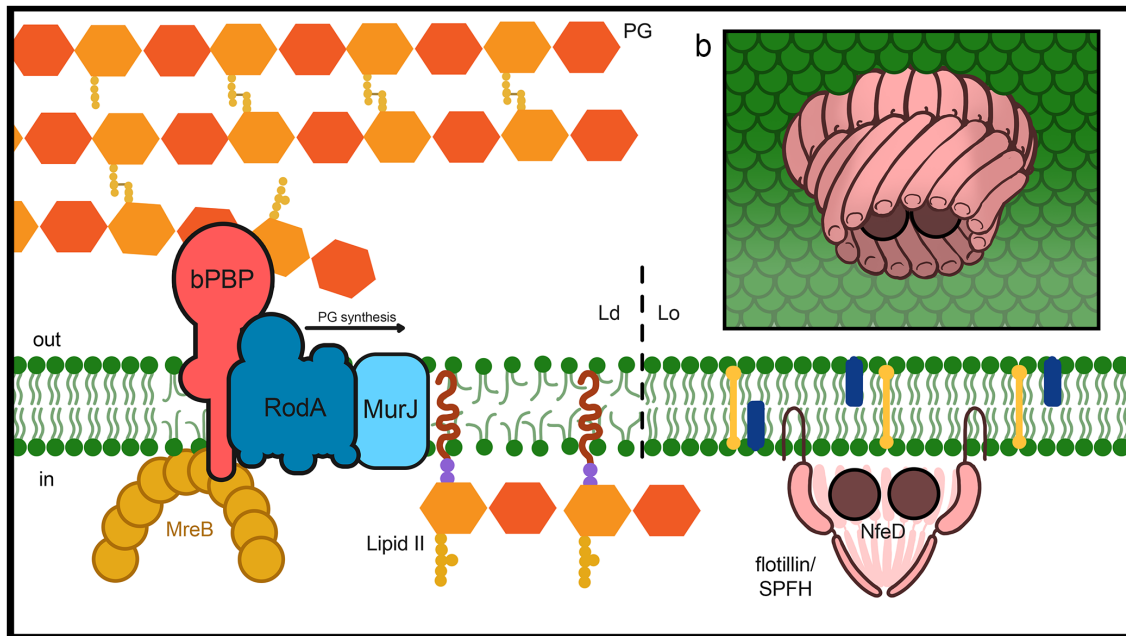 PG
b
bPBP
PG synthesis
Ld
Lo
out
RodA
MurJ
in
MreB
Lipid II
NfeD
flotillin/
SPFH